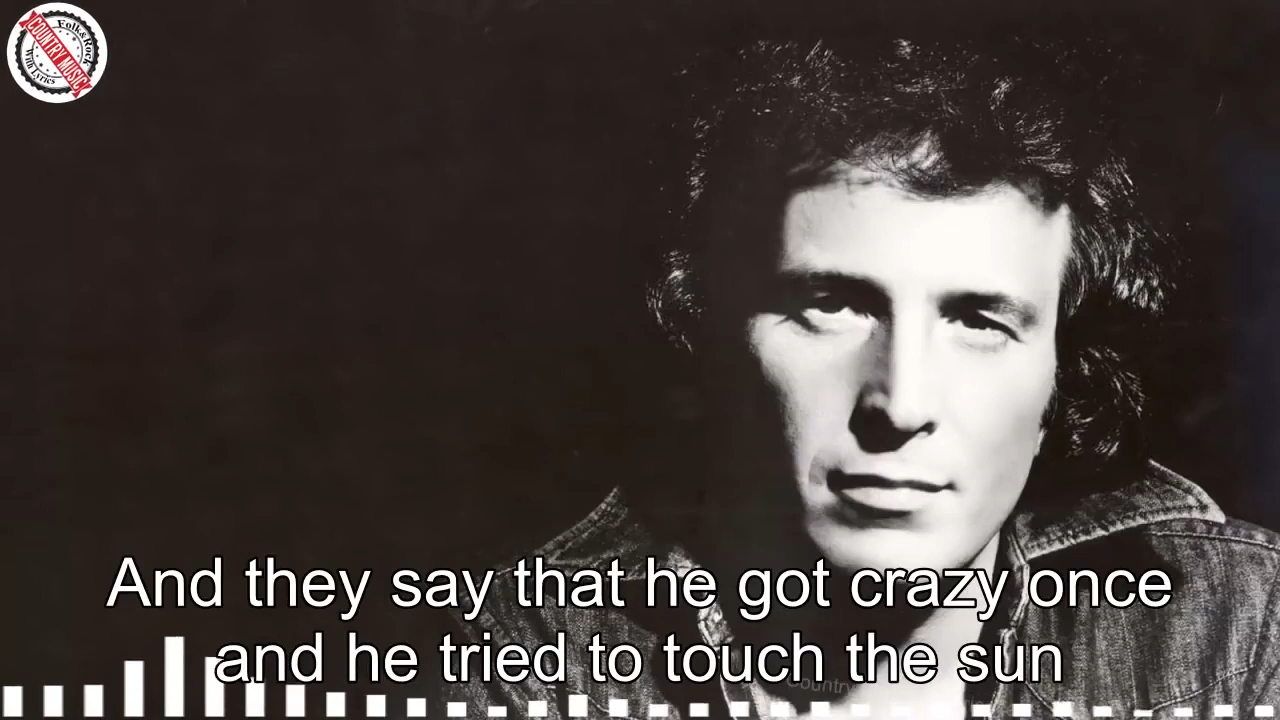 Folk&Rock
COUNTRY MUSIC
With Lyrics
And they say that he got crazy once
and he tried to touch the sun
Country